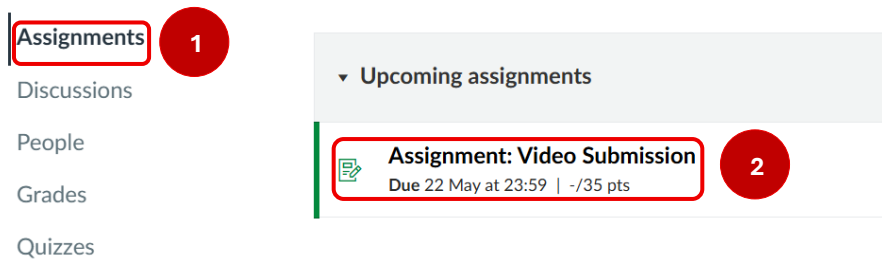 Assignments
1
Discussions
People
Grades
Quizzes
Upcoming assignments
Assignment: Video Submission
Due 22 May at 23:59 | -/35 pts
2